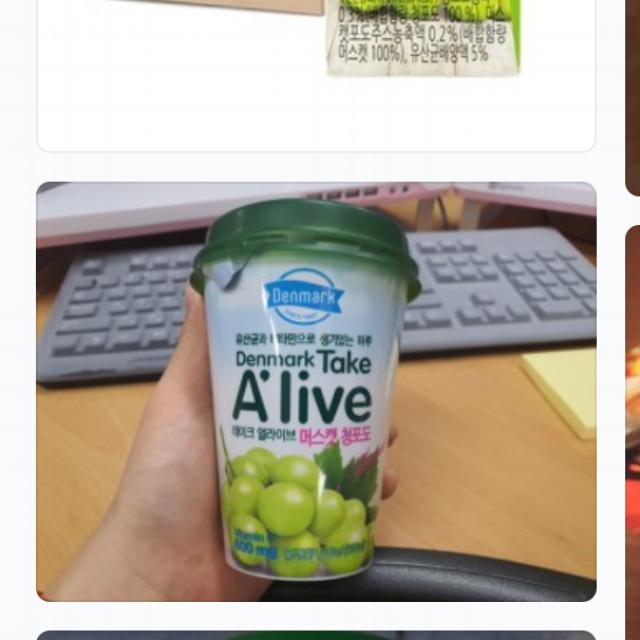 0.3%(배합함량 청포도 100%), 머스
캣포도주스농축액 0.2%(배합함량
머스캣 100%), 유산균배양액 5%
Denmark
유산균과 비타민으로 생기있는 하루
Denmark Take
A'live
테이크 얼라이브 머스캣 청포도
Vitamin C
500 mg